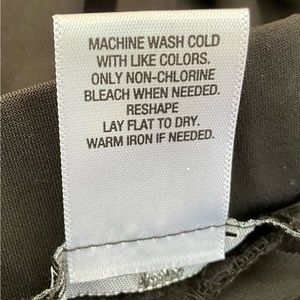 MACHINE WASH COLD
WITH LIKE COLORS.
ONLY NON-CHLORINE
BLEACH WHEN NEEDED.
RESHAPE
LAY FLAT TO DRY.
WARM IRON IF NEEDED.